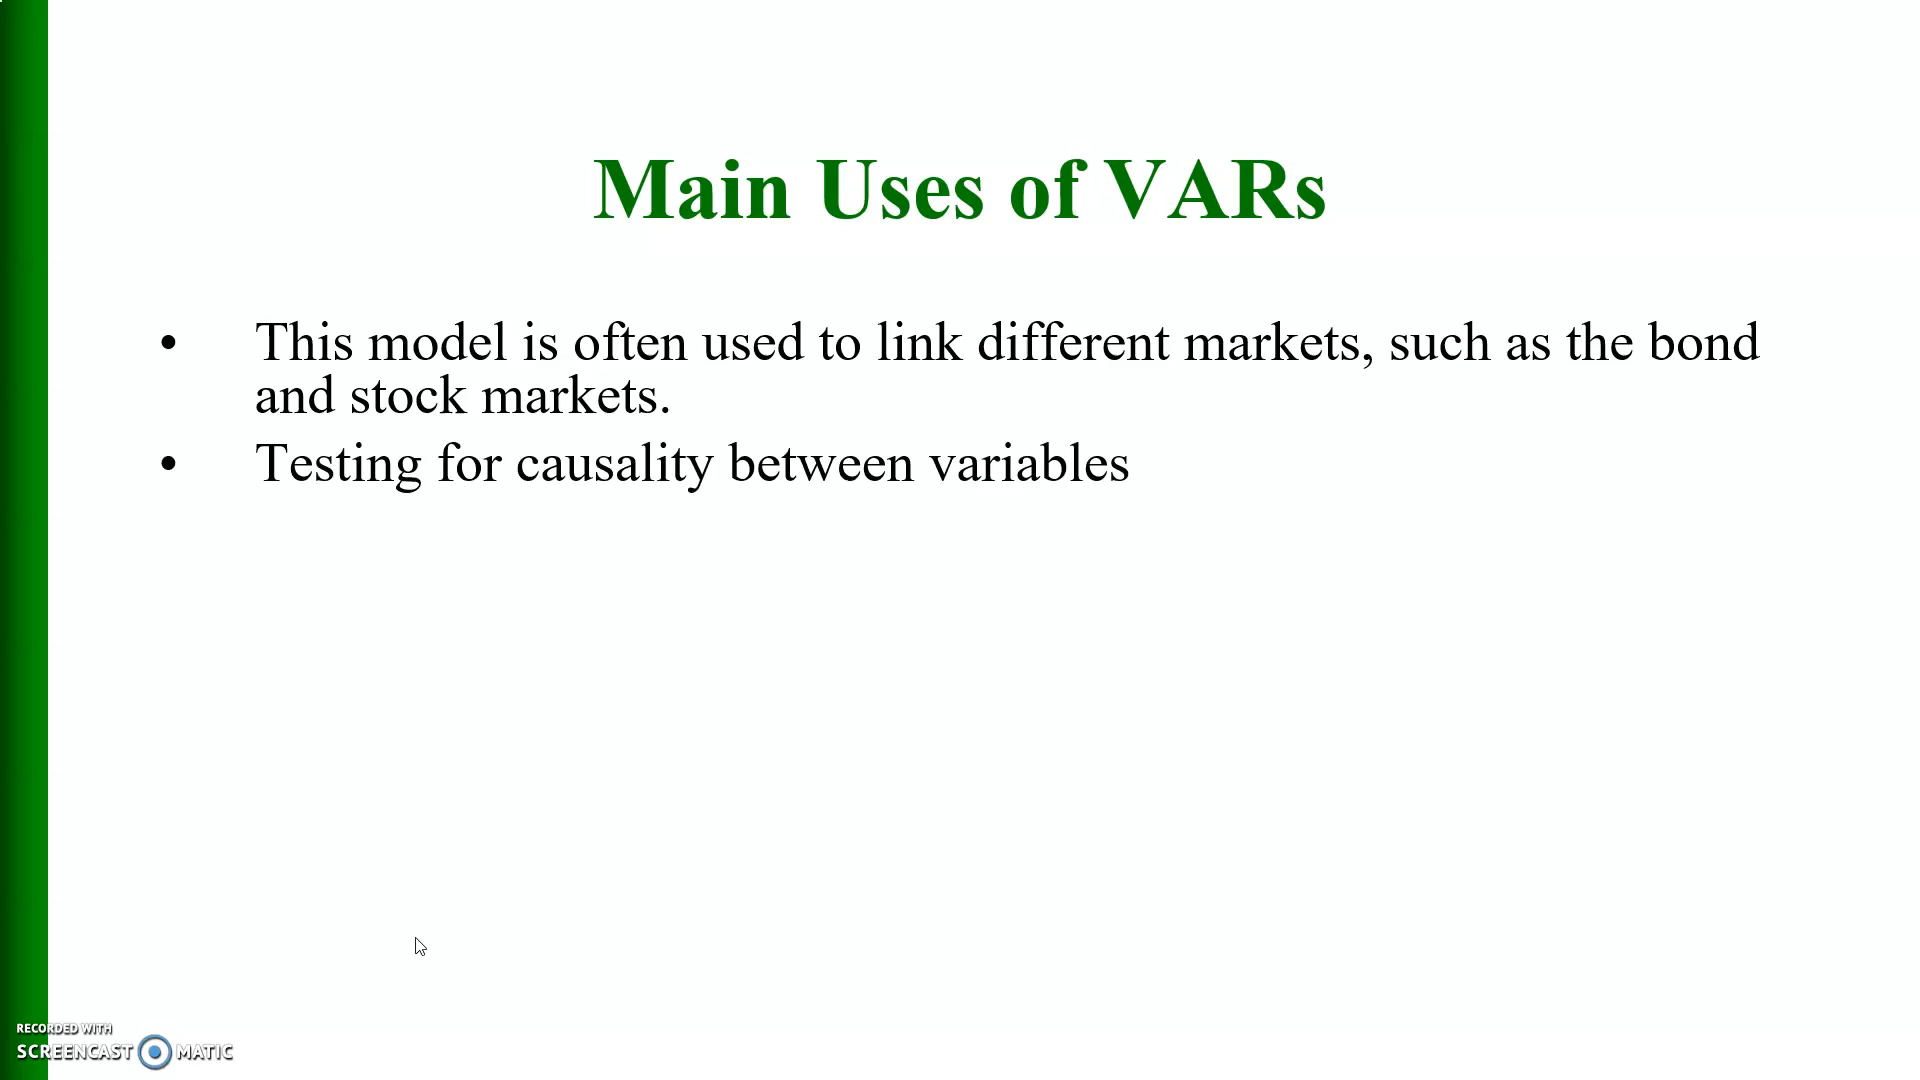 Main Uses of VARs
• This model is often used to link different markets, such as the bond
and stock markets.
• Testing for causality between variables
RECORDED WITH
SCREENCAST MATIC